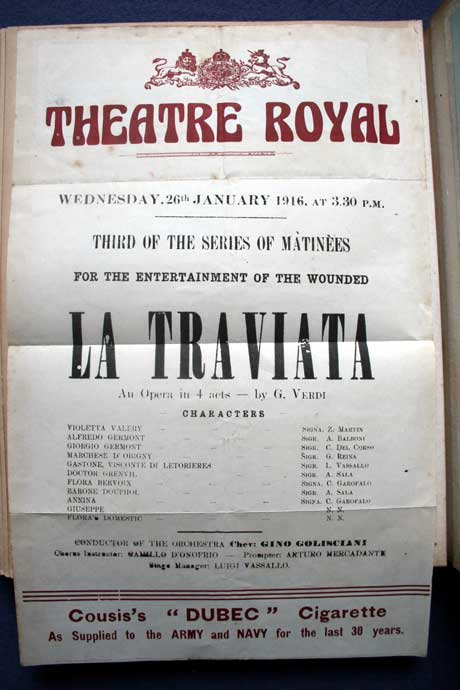 THEATRE ROYAL
WEDNESDAY, 26th JANUARY 1916, AT 3.30 P.M.
THIRD OF THE SERIES OF MÀTINÈES
FOR THE ENTERTAINMENT OF THE WOUNDED
LA TRAVIATA
An Opera in 4 acts — by G. VERDI
CHARACTERS
VIOLETTA VALERY - - - - SIGNA. Z. MARTIN
ALFREDO GERMONT - - - - SIGR. A. BALBONI
GIORGIO GERMONT - - - - SIGR. C. DEL CORSO
MARCHESE D'ORIGNY - - - - SIGR. G. REINA
GASTONE, VISCONTE DI LETORIERES - - - SIGR. L. VASSALLO
DOCTOR GRENVIL - - - - SIGR. A. SALA
FLORA BERVOIX - - - - SIGNA. C. GAROFALO
BARONE DOUPHOL - - - - SIGR. A. SALA
ANNINA - - - - SIGNA. C. GAROFALO
GIUSEPPE - - - - N. N.
FLORA'S DOMESTIC - - - - N. N.
CONDUCTOR OF THE ORCHESTRA Chev: GINO GOLISCIANI
Chorus Instructor: CAMILLO D'ONOFRIO — Prompter: ARTURO MERCADANTE
Stage Manager: LUIGI VASSALLO.
Cousis's "DUBEC" Cigarette
As Supplied to the ARMY and NAVY for the last 30 years.